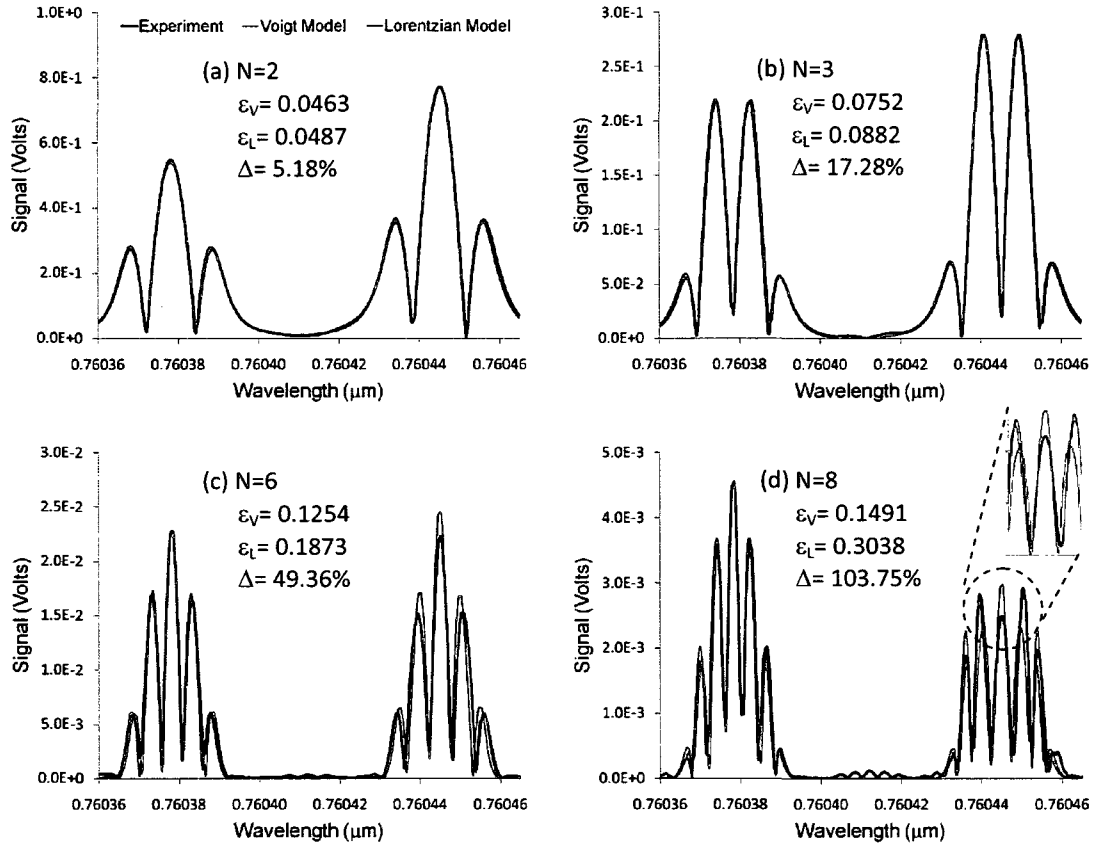 Experiment Voigt Model Lorentzian Model
(a) N=2
εV= 0.0463
εL= 0.0487
Δ= 5.18%
Signal (Volts)
1.0E+0
8.0E-1
6.0E-1
4.0E-1
2.0E-1
0.0E+0
0.76036 0.76038 0.76040 0.76042 0.76044 0.76046
Wavelength (μm)
(b) N=3
εV= 0.0752
εL= 0.0882
Δ= 17.28%
Signal (Volts)
3.0E-1
2.5E-1
2.0E-1
1.5E-1
1.0E-1
5.0E-2
0.0E+0
0.76036 0.76038 0.76040 0.76042 0.76044 0.76046
Wavelength (μm)
(c) N=6
εV= 0.1254
εL= 0.1873
Δ= 49.36%
Signal (Volts)
3.0E-2
2.5E-2
2.0E-2
1.5E-2
1.0E-2
5.0E-3
0.0E+0
0.76036 0.76038 0.76040 0.76042 0.76044 0.76046
Wavelength (μm)
(d) N=8
εV= 0.1491
εL= 0.3038
Δ= 103.75%
Signal (Volts)
5.0E-3
4.0E-3
3.0E-3
2.0E-3
1.0E-3
0.0E+0
0.76036 0.76038 0.76040 0.76042 0.76044 0.76046
Wavelength (μm)